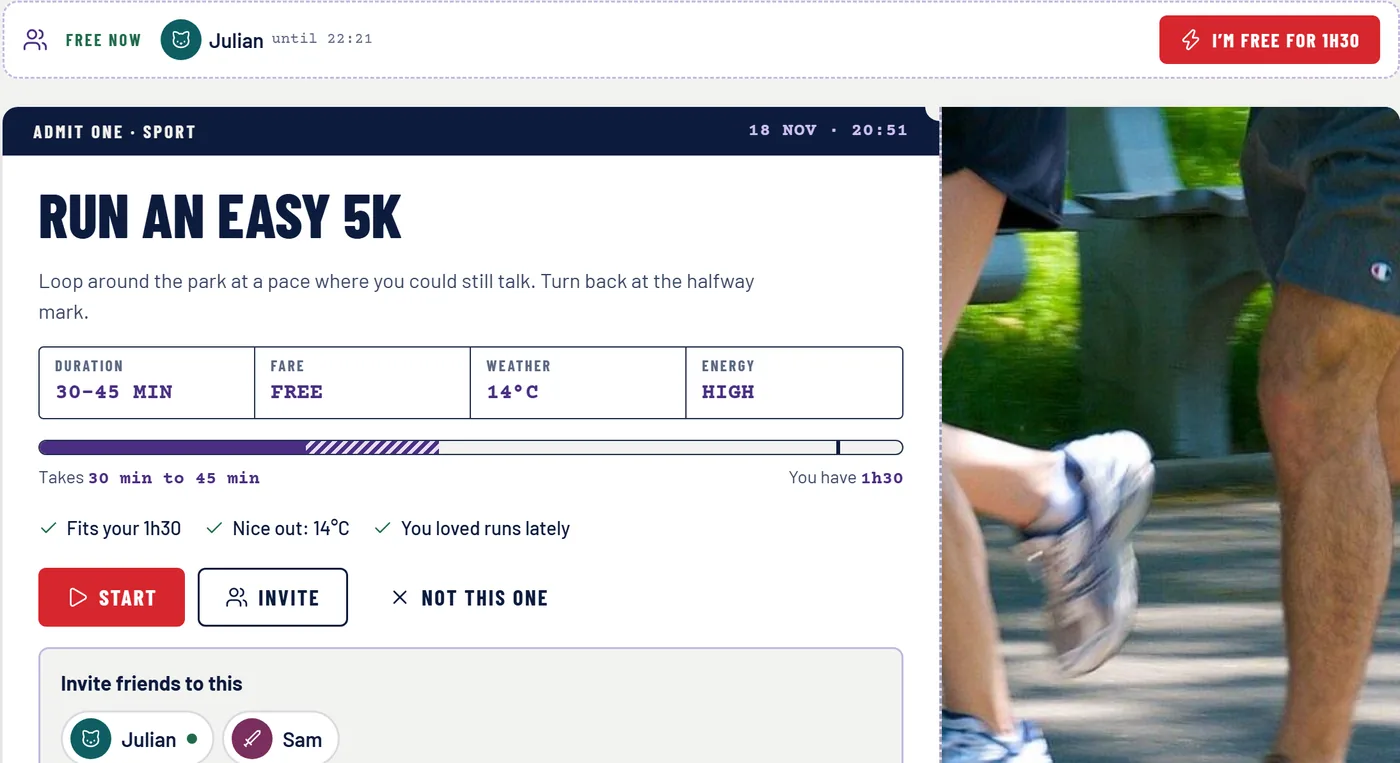 FREE NOW Julian until 22:21
I'M FREE FOR 1H30
ADMIT ONE · SPORT
18 NOV · 20:51
RUN AN EASY 5K
Loop around the park at a pace where you could still talk. Turn back at the halfway
mark.
DURATION
30–45 MIN
FARE
FREE
WEATHER
14°C
ENERGY
HIGH
Takes 30 min to 45 min
You have 1h30
Fits your 1h30
Nice out: 14°C
You loved runs lately
START
INVITE
NOT THIS ONE
Invite friends to this
Julian
Sam